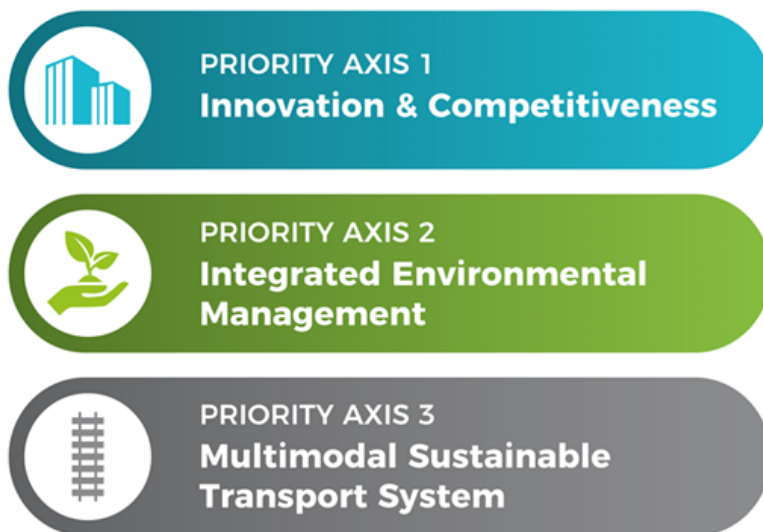 PRIORITY AXIS 1
Innovation & Competitiveness
PRIORITY AXIS 2
Integrated Environmental
Management
PRIORITY AXIS 3
Multimodal Sustainable
Transport System